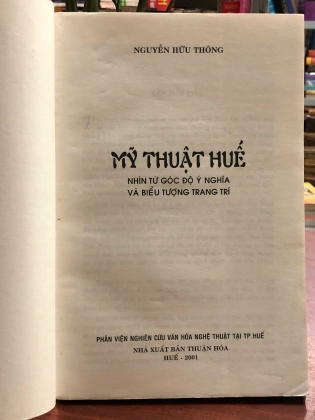 NGUYỄN HỮU THÔNG
MỸ THUẬT HUẾ
NHÌN TỪ GÓC ĐỘ Ý NGHĨA
VÀ BIỂU TƯỢNG TRANG TRÍ
PHÂN VIỆN NGHIÊN CỨU VĂN HÓA NGHỆ THUẬT TẠI TP.HUẾ
NHÀ XUẤT BẢN THUẬN HÓA
HUẾ - 2001